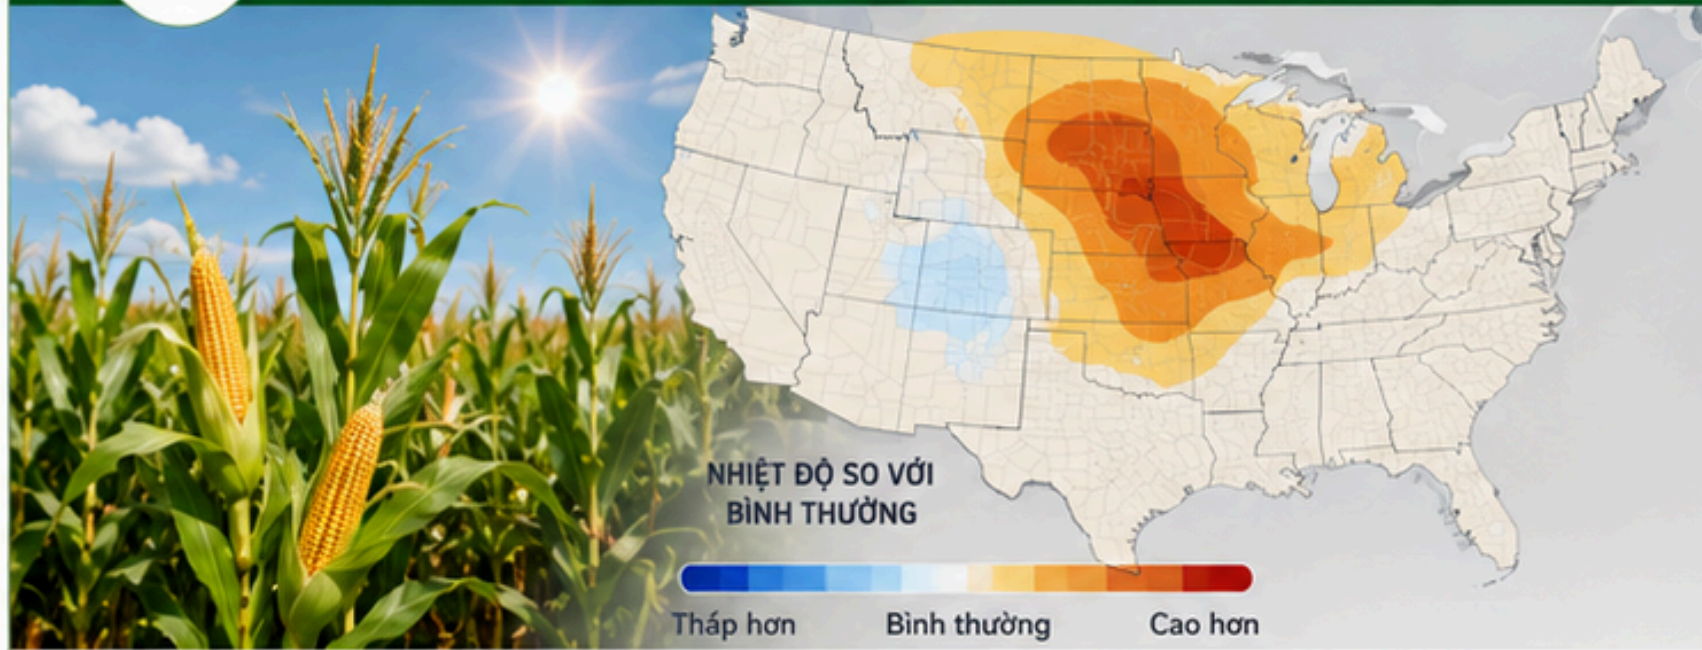 NHIỆT ĐỘ SO VỚI
BÌNH THƯỜNG
Thấp hơn
Bình thường
Cao hơn